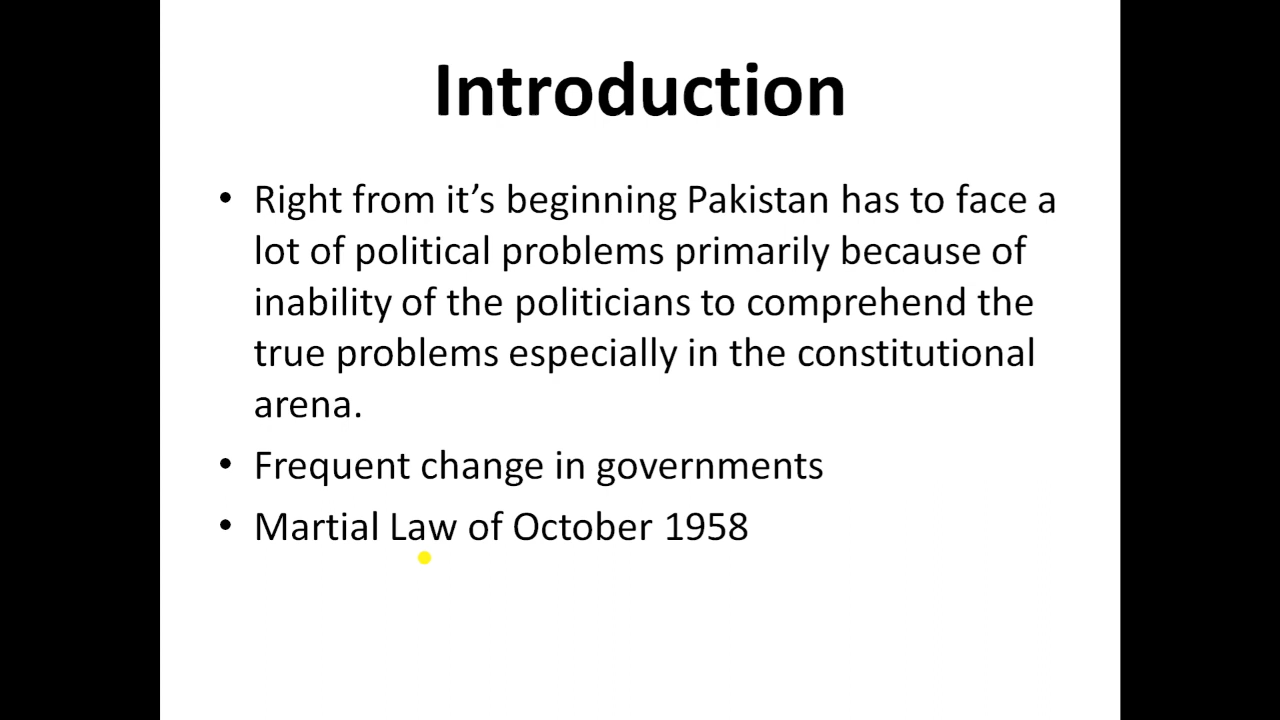 Introduction
• Right from it’s beginning Pakistan has to face a
lot of political problems primarily because of
inability of the politicians to comprehend the
true problems especially in the constitutional
arena.
• Frequent change in governments
• Martial Law of October 1958